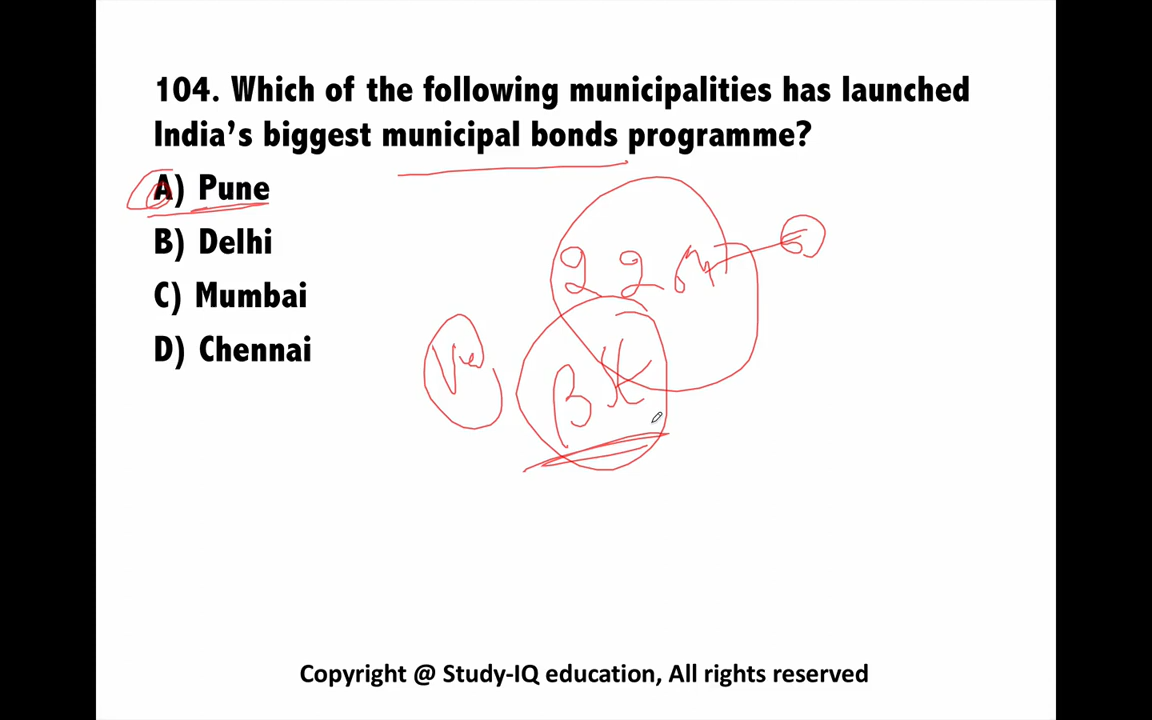 104. Which of the following municipalities has launched
India’s biggest municipal bonds programme?
A) Pune
B) Delhi
C) Mumbai
D) Chennai
Copyright @ Study-IQ education, All rights reserved